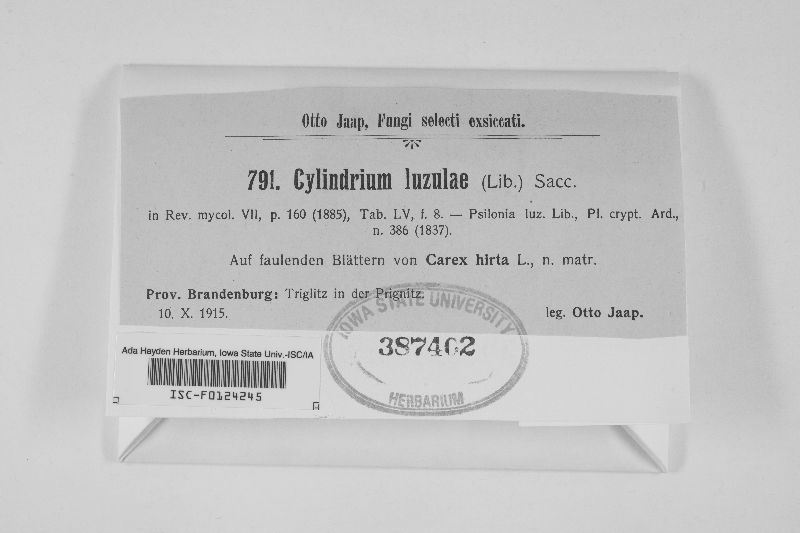 Otto Jaap, Fungi selecti exsiccati.
791. Cylindrium luzulae (Lib.) Sacc.
in Rev. mycol. VII, p. 160 (1885), Tab. LV, f. 8. — Psilonia luz. Lib., Pl. crypt. Ard.,
n. 386 (1837).
Auf faulenden Blättern von Carex hirta L., n. matr.
Prov. Brandenburg: Triglitz in der Prignitz.
10. X. 1915.
leg. Otto Jaap.
IOWA STATE UNIVERSITY
387402
HERBARIUM
Ada Hayden Herbarium, Iowa State Univ.-ISC/IA
ISC-F0124245